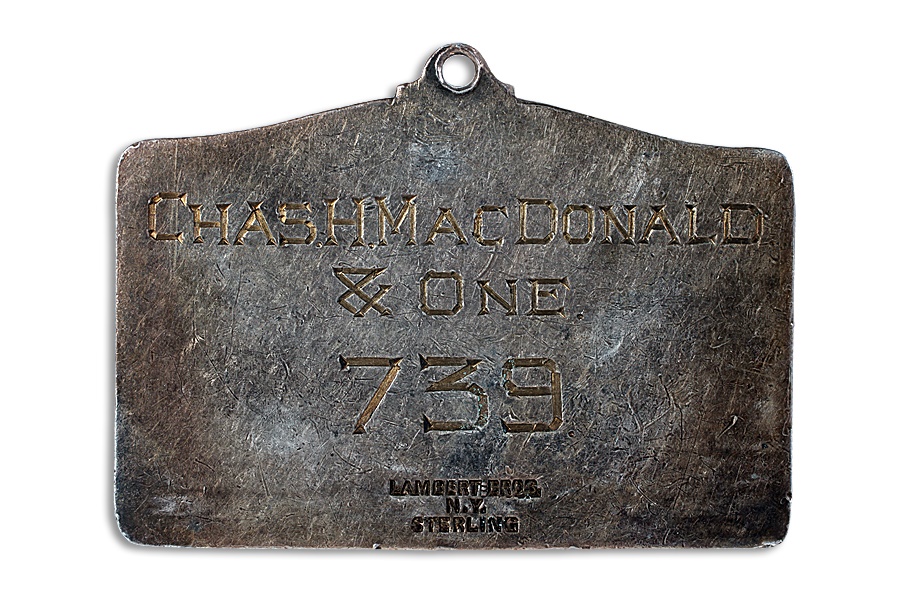 Chas.H.MacDonald
& One.
739
LAMBERT BROS.
N.Y.
STERLING